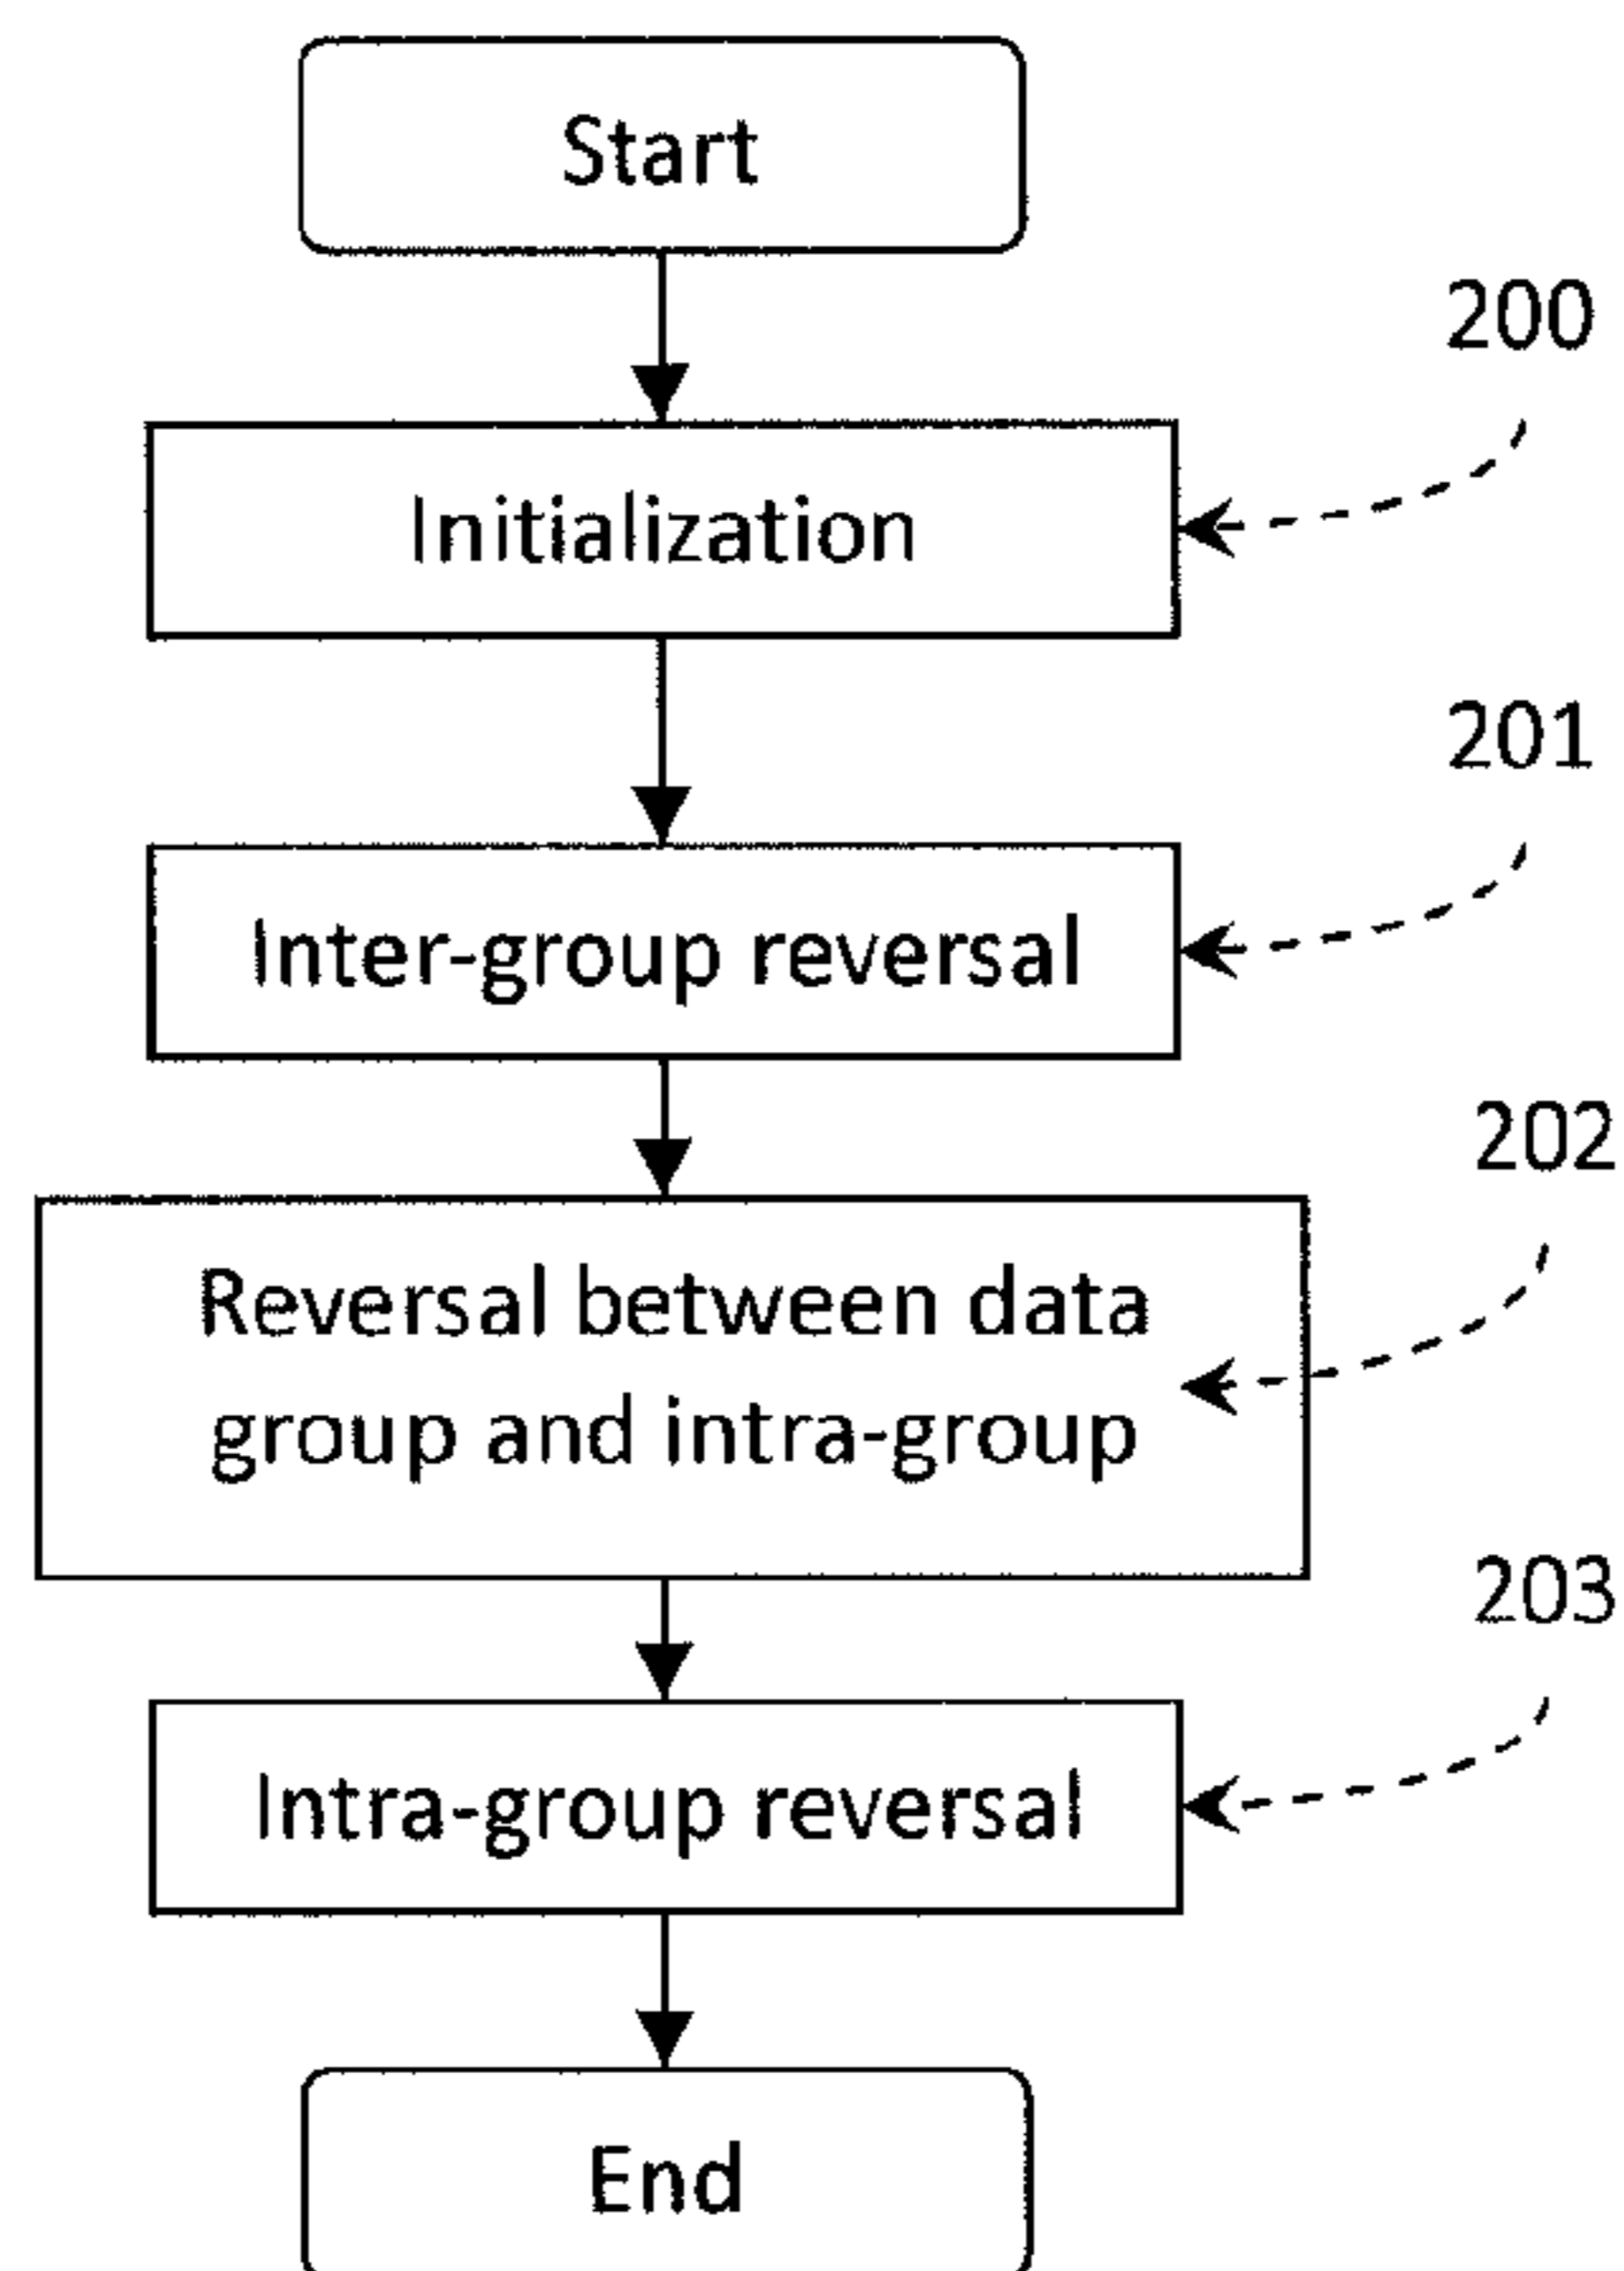 Start
200
Initialization
201
Inter-group reversal
202
Reversal between data
group and intra-group
203
Intra-group reversal
End